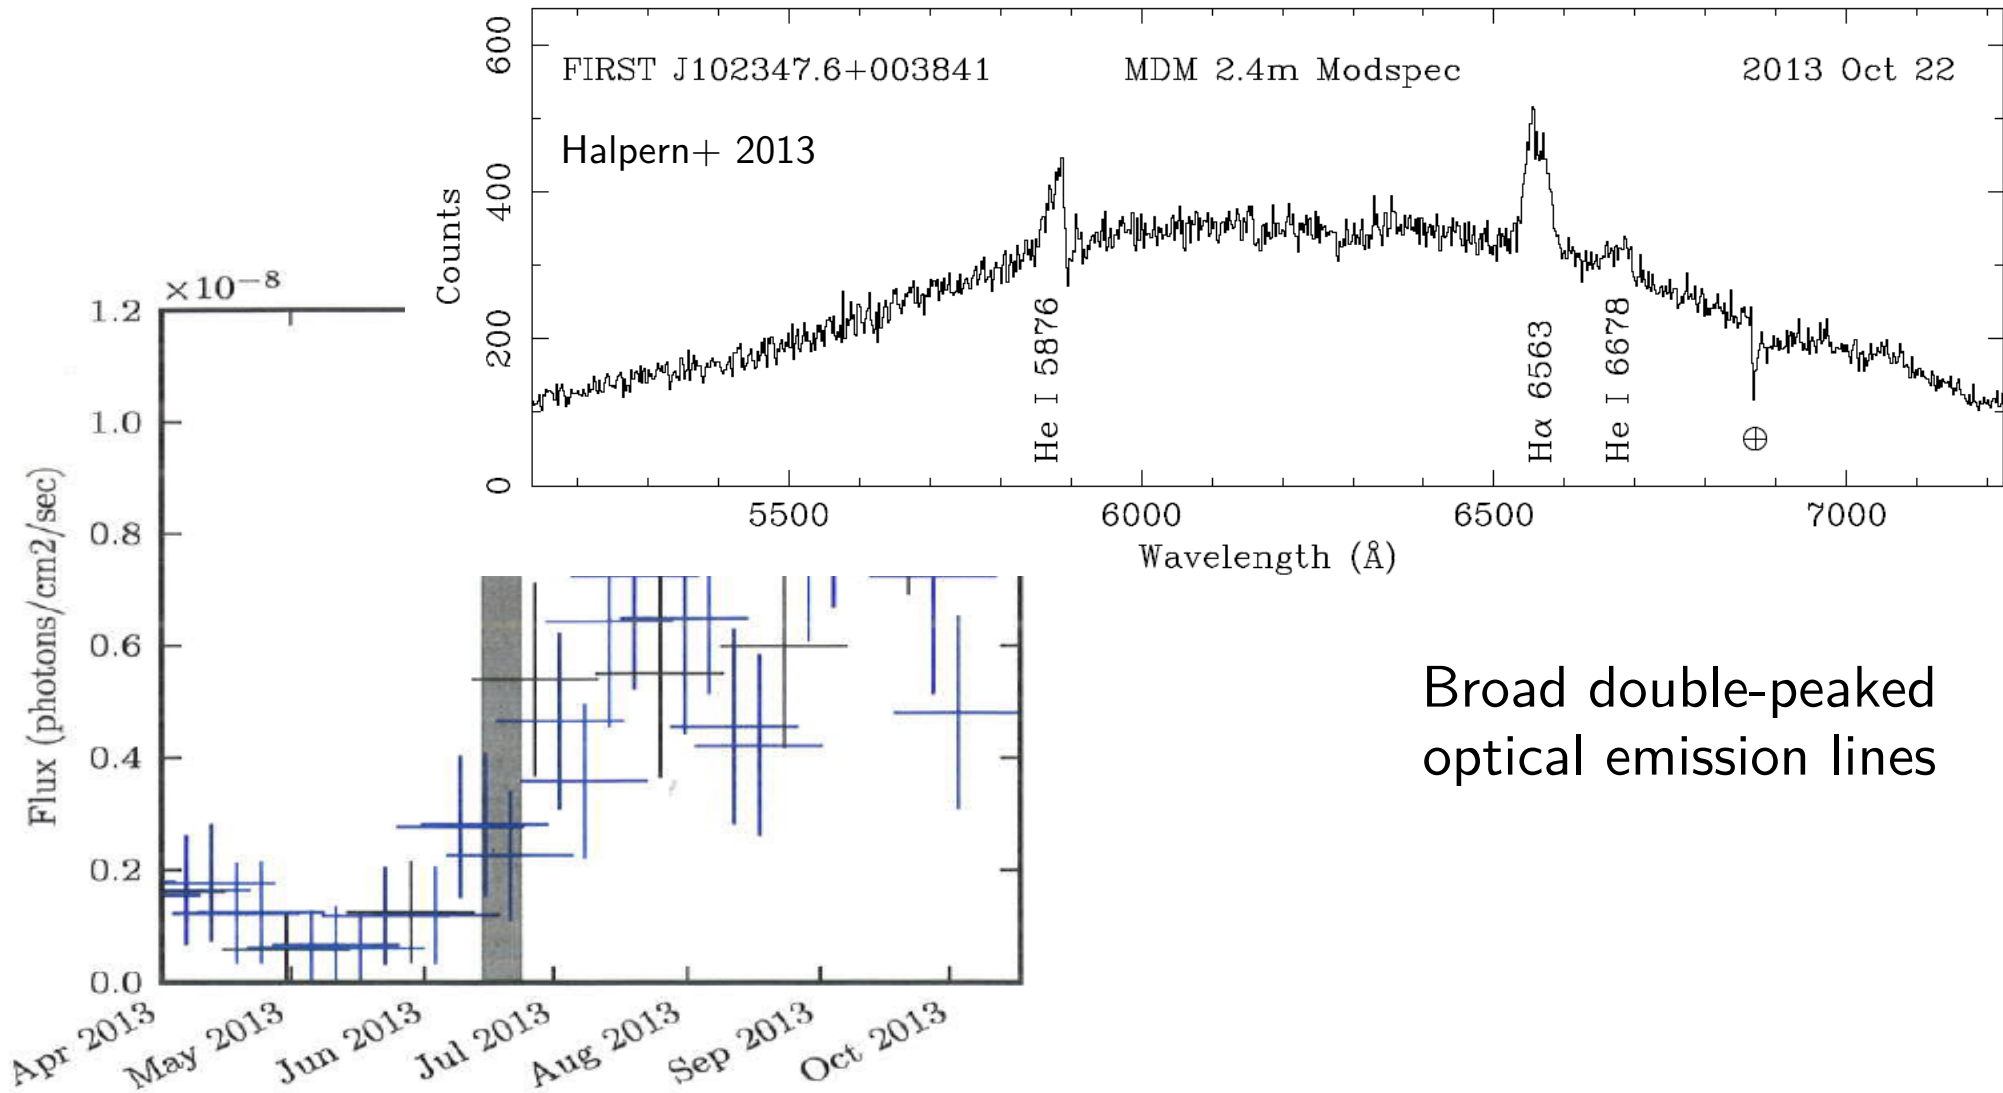 600
400
200
0
Counts
FIRST J102347.6+003841 MDM 2.4m Modspec 2013 Oct 22
Halpern+ 2013
He I 5876
Hα 6563
He I 6678
⊕
5500 6000 6500 7000
Wavelength (Å)
×10⁻⁸
1.2
1.0
0.8
0.6
0.4
0.2
0.0
Flux (photons/cm2/sec)
Apr 2013 May 2013 Jun 2013 Jul 2013 Aug 2013 Sep 2013 Oct 2013
Broad double-peaked
optical emission lines